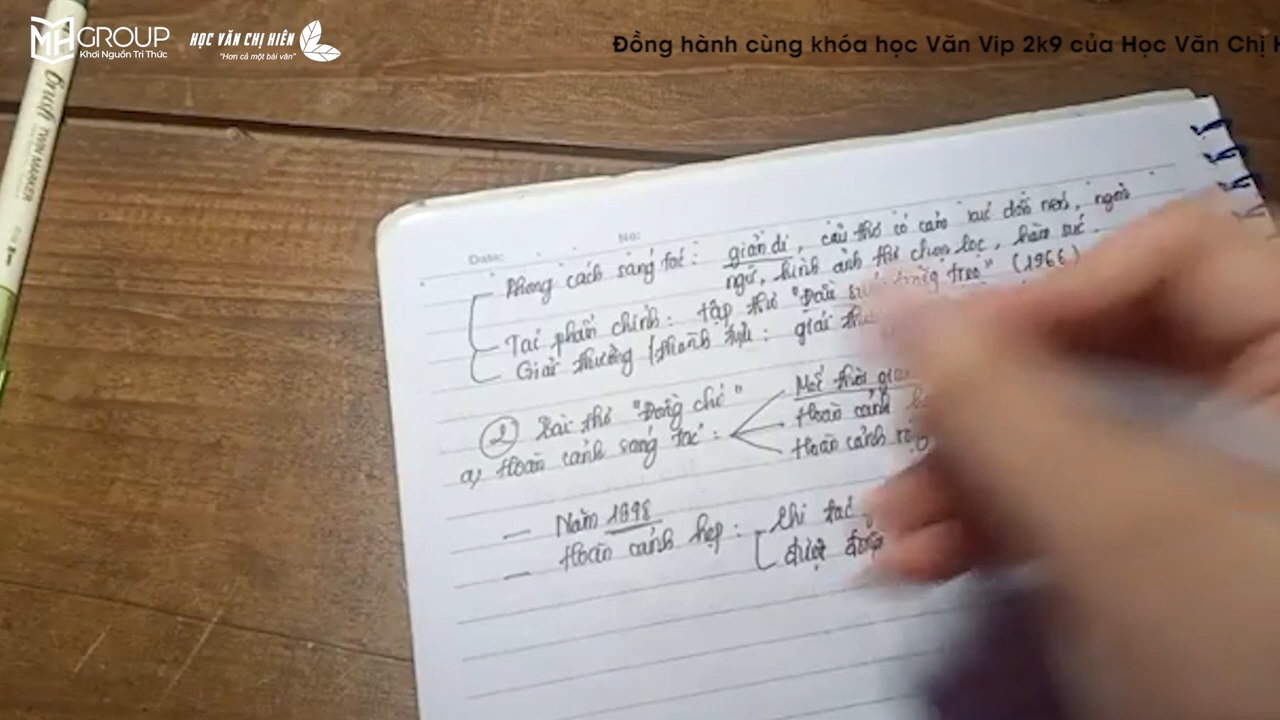 MH GROUP
Khơi Nguồn Tri Thức
HỌC VĂN CHỊ HIÊN
"Hơn cả một bài văn"
Đồng hành cùng khóa học Văn Vip 2k9 của Học Văn Chị H
Brush TWIN MARKER
Date:
No:
Phong cách sáng tác: giản dị, câu thơ có cảm xúc dồn nén, ngôn
ngữ, hình ảnh thơ chọn lọc, hàm súc.
Tác phẩm chính: tập thơ "Đầu súng trăng treo" (1966)
Giải thưởng/thành tựu: giải
② Bài thơ "Đồng chí"
a) Hoàn cảnh sáng tác:
Mốc thời gian
Hoàn cảnh
Hoàn cảnh
— Năm 1948
— Hoàn cảnh hẹp: khi tác
được